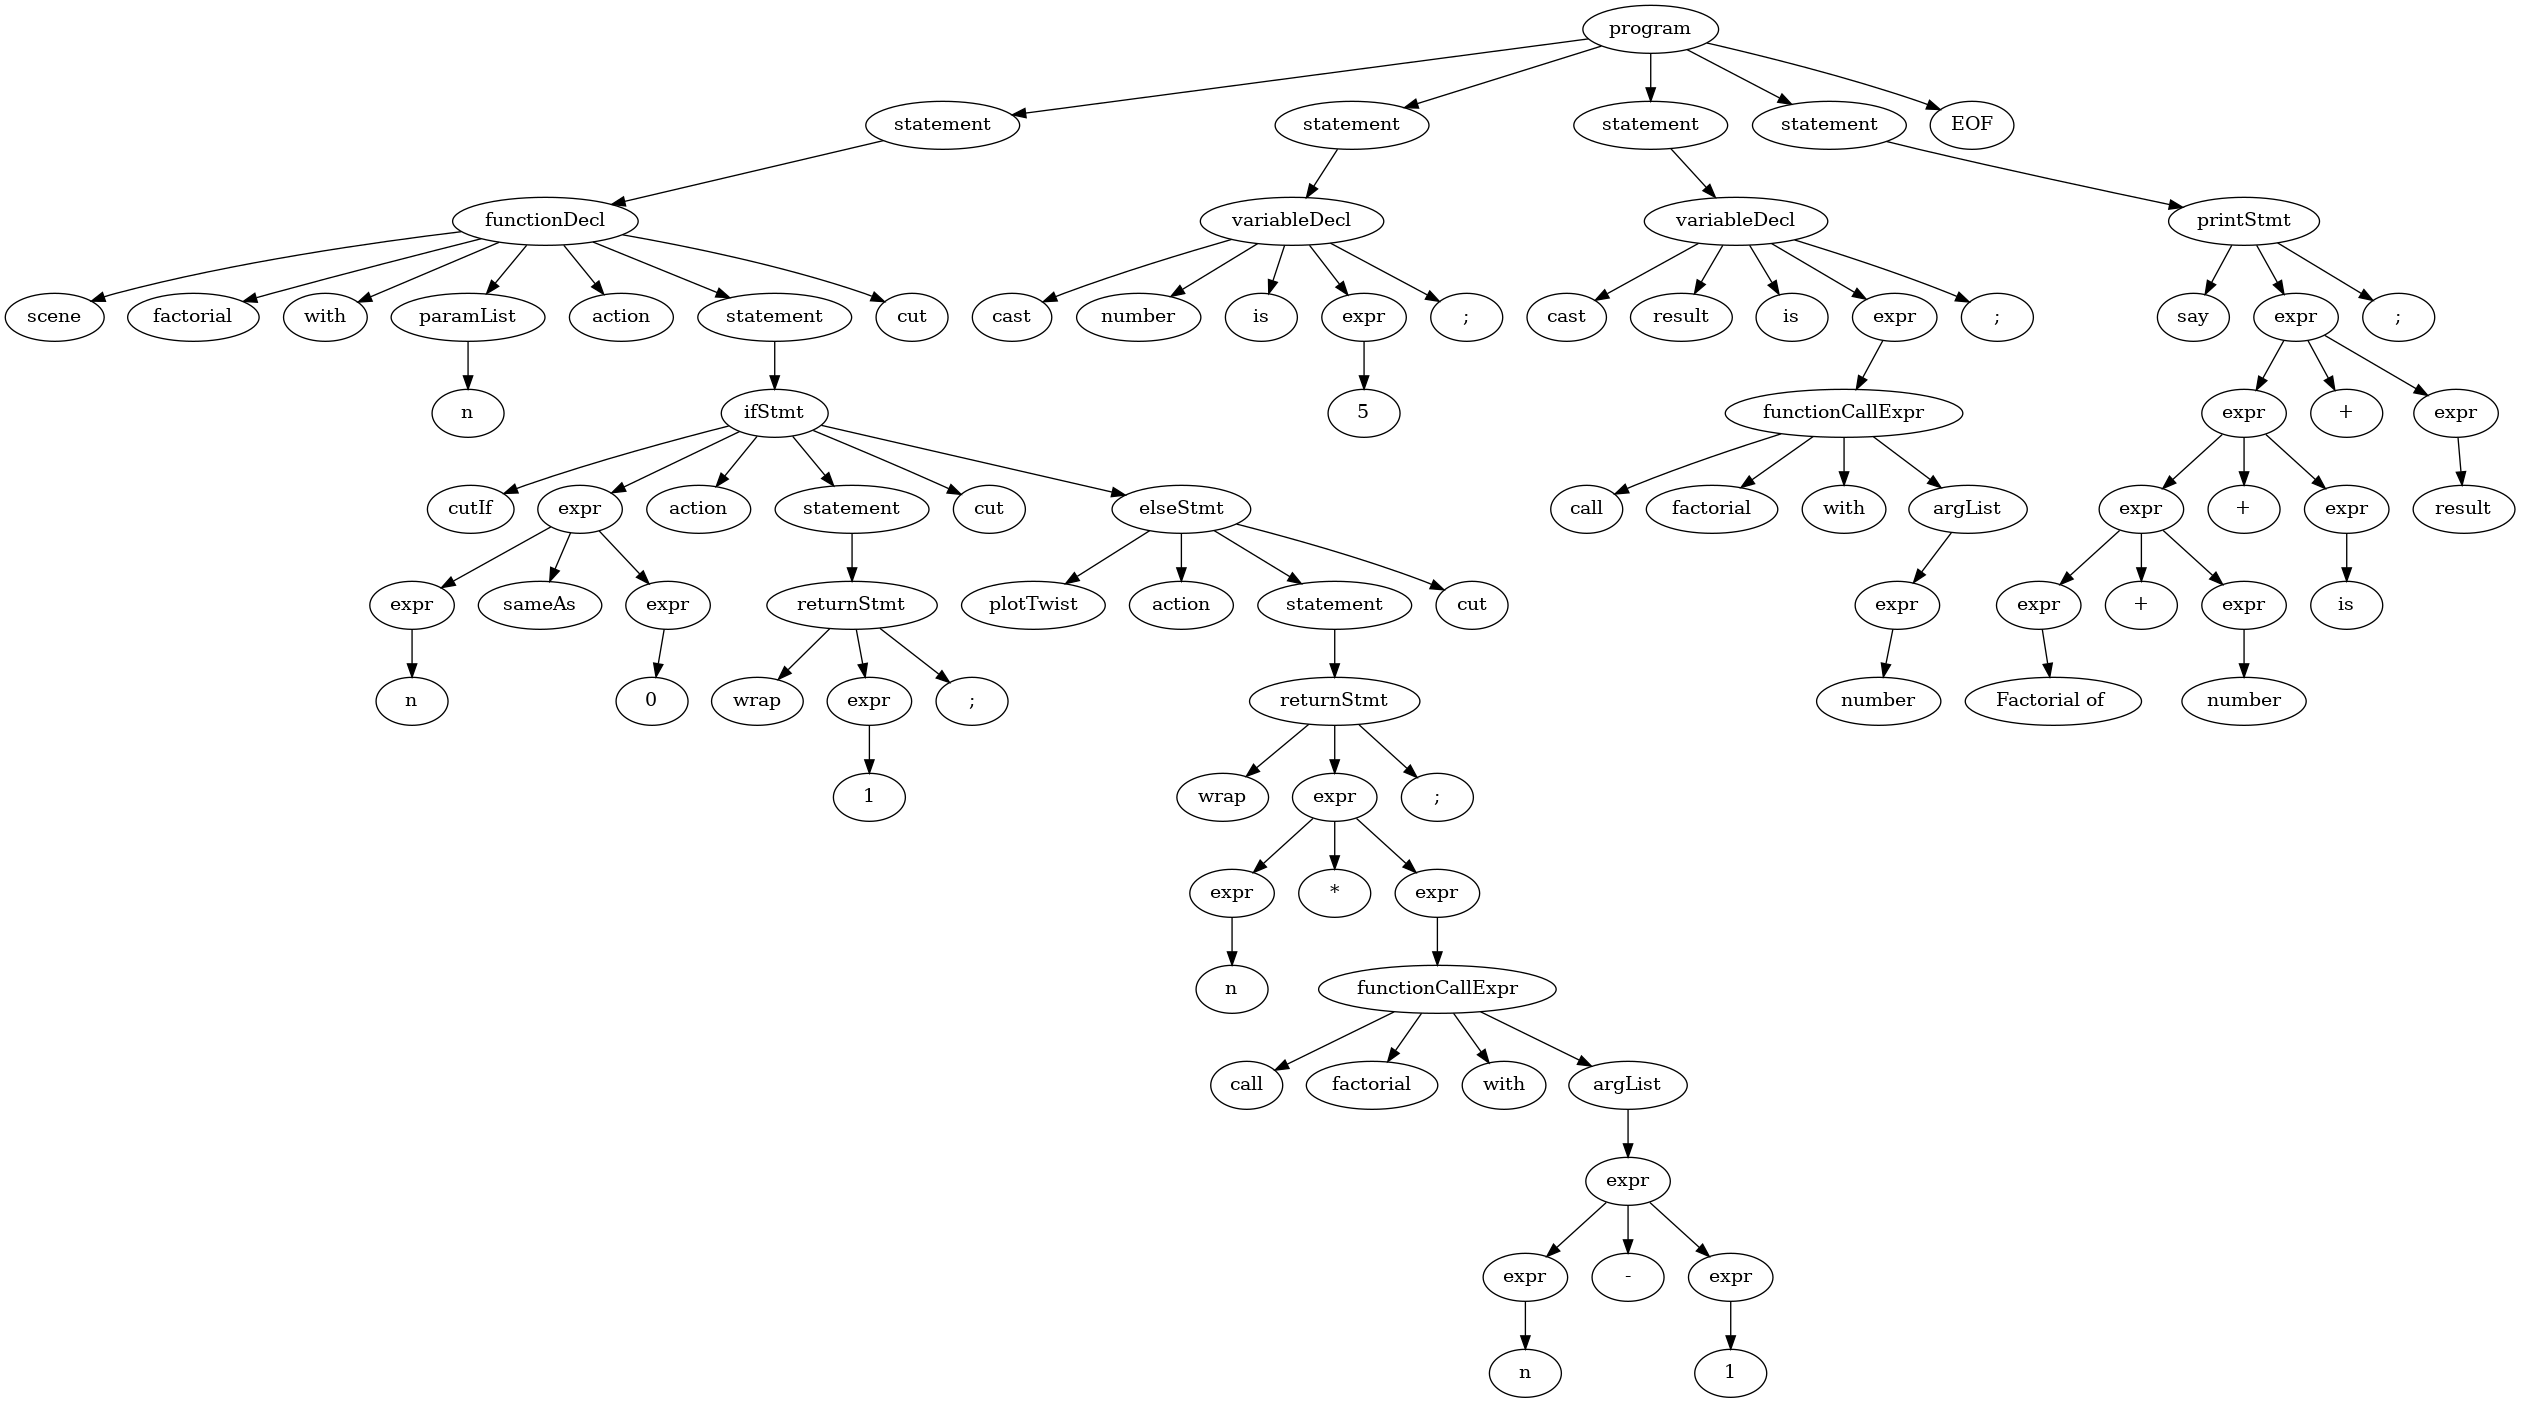 program
statement statement statement statement EOF
functionDecl variableDecl variableDecl printStmt
scene factorial with paramList action statement cut cast number is expr ; cast result is expr ; say expr ;
n ifStmt 5 functionCallExpr expr + expr
cutIf expr action statement cut elseStmt call factorial with argList expr + expr result
expr sameAs expr returnStmt plotTwist action statement cut expr expr + expr is
n 0 wrap expr ; returnStmt number Factorial of number
1 wrap expr ;
expr * expr
n functionCallExpr
call factorial with argList
expr
expr - expr
n 1